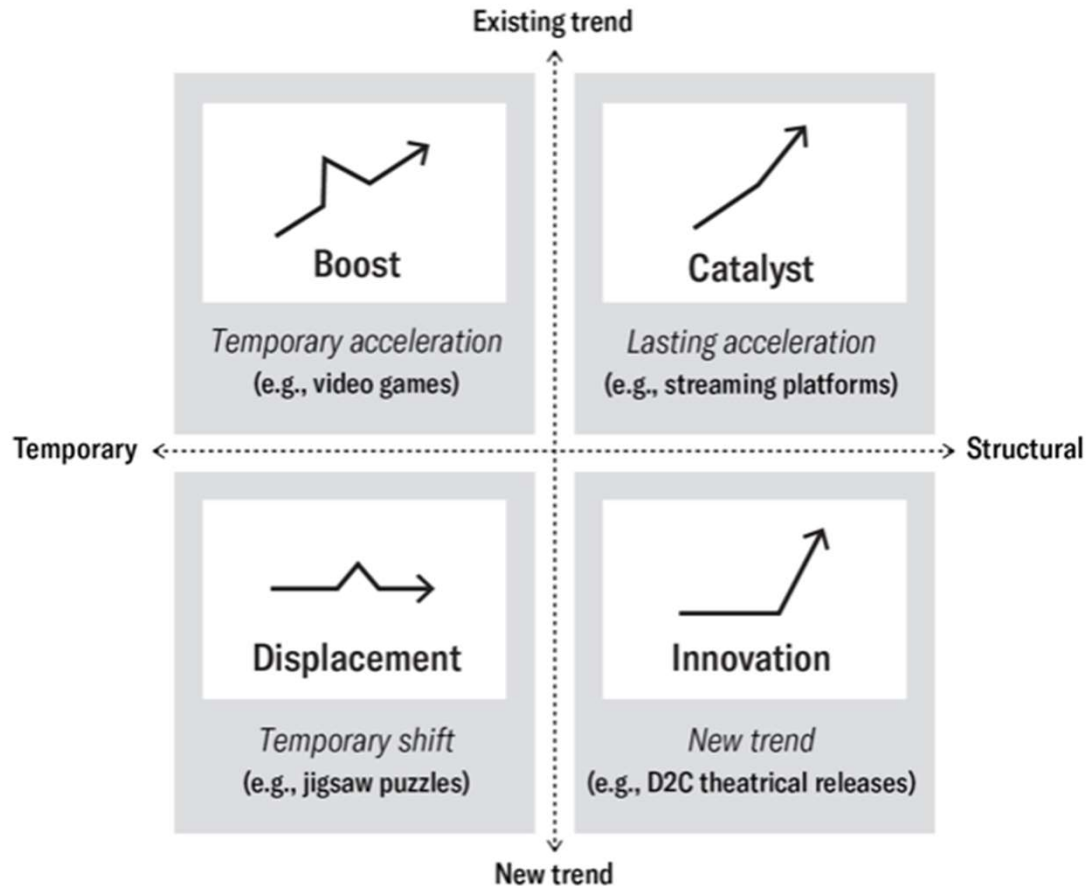 Existing trend
Boost
Temporary acceleration
(e.g., video games)
Catalyst
Lasting acceleration
(e.g., streaming platforms)
Temporary
Structural
Displacement
Temporary shift
(e.g., jigsaw puzzles)
Innovation
New trend
(e.g., D2C theatrical releases)
New trend